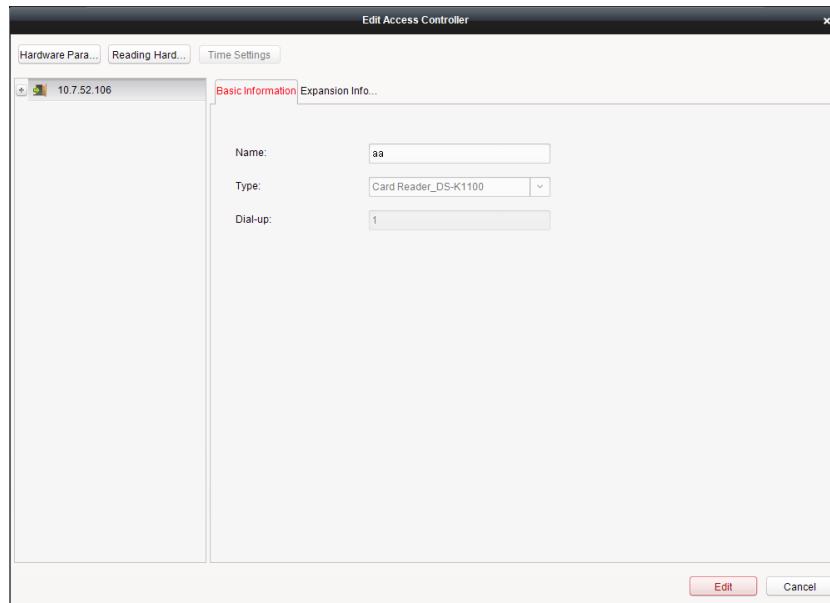 Edit Access Controller
Hardware Para... Reading Hard... Time Settings
10.7.52.106
Basic Information Expansion Info...
Name: aa
Type: Card Reader_DS-K1100
Dial-up: 1
Edit Cancel